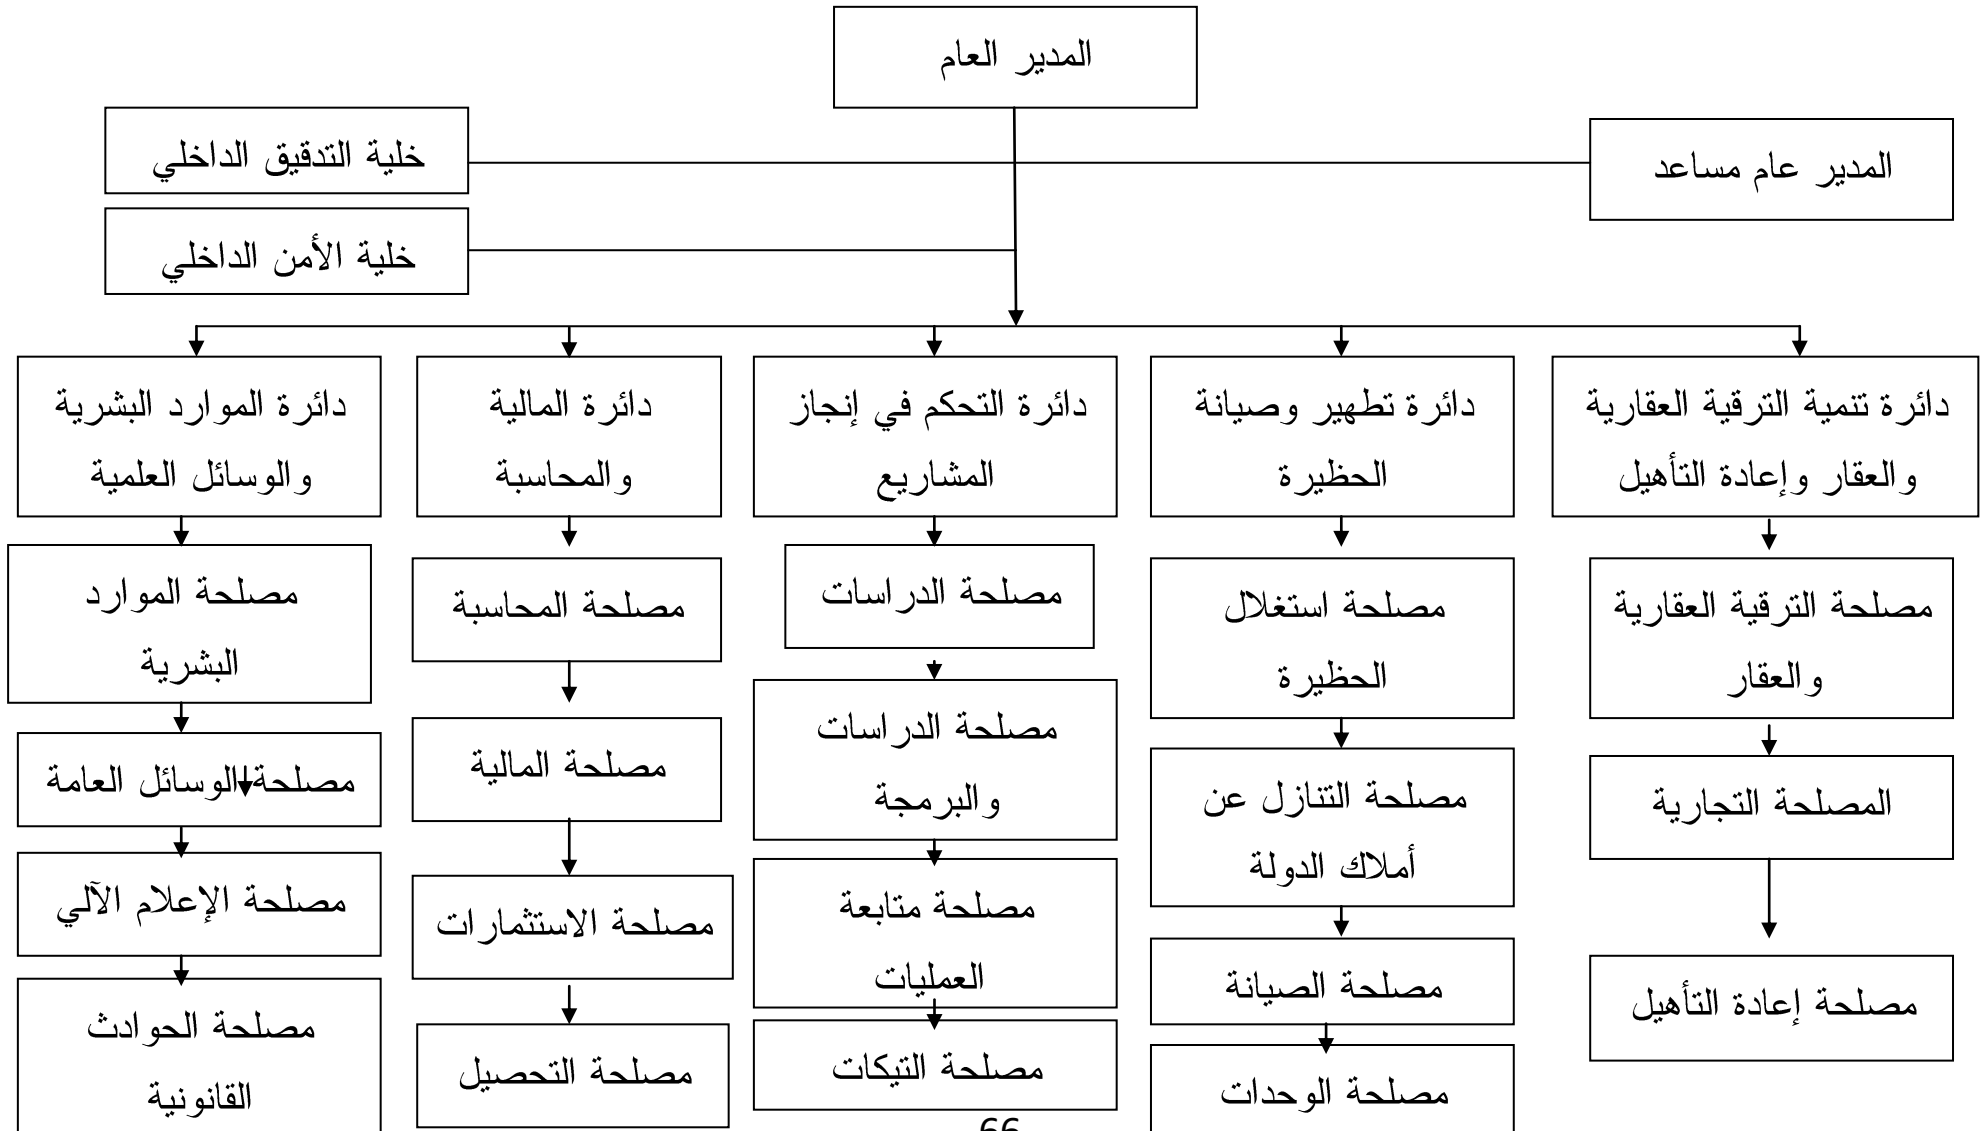 المدير العام
المدير عام مساعد
خلية التدقيق الداخلي
خلية الأمن الداخلي
دائرة تنمية الترقية العقارية
والعقار وإعادة التأهيل
مصلحة الترقية العقارية
والعقار
المصلحة التجارية
مصلحة إعادة التأهيل
دائرة تطهير وصيانة
الحظيرة
مصلحة استغلال
الحظيرة
مصلحة التنازل عن
أملاك الدولة
مصلحة الصيانة
مصلحة الوحدات
دائرة التحكم في إنجاز
المشاريع
مصلحة الدراسات
مصلحة الدراسات
والبرمجة
مصلحة متابعة
العمليات
مصلحة التيكات
دائرة المالية
والمحاسبة
مصلحة المحاسبة
مصلحة المالية
مصلحة الاستثمارات
مصلحة التحصيل
دائرة الموارد البشرية
والوسائل العلمية
مصلحة الموارد
البشرية
مصلحة الوسائل العامة
مصلحة الإعلام الآلي
مصلحة الحوادث
القانونية
66